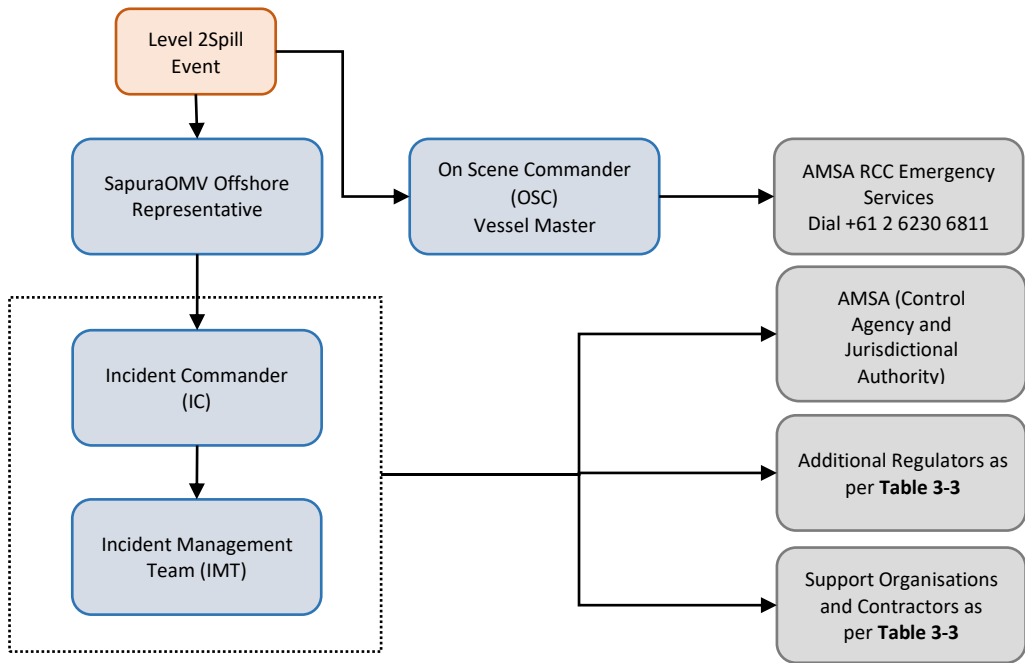 Level 2Spill
Event
SapuraOMV Offshore
Representative
On Scene Commander
(OSC)
Vessel Master
AMSA RCC Emergency
Services
Dial +61 2 6230 6811
AMSA (Control
Agency and
Jurisdictional
Authority)
Incident Commander
(IC)
Additional Regulators as
per Table 3-3
Incident Management
Team (IMT)
Support Organisations
and Contractors as
per Table 3-3